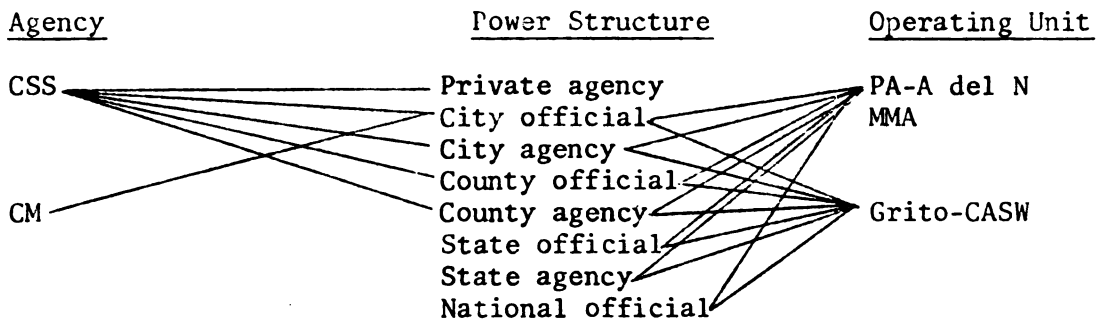 Agency Power Structure Operating Unit
CSS Private agency PA-A del N
City official MMA
City agency
County official
CM County agency Grito-CASW
State official
State agency
National official